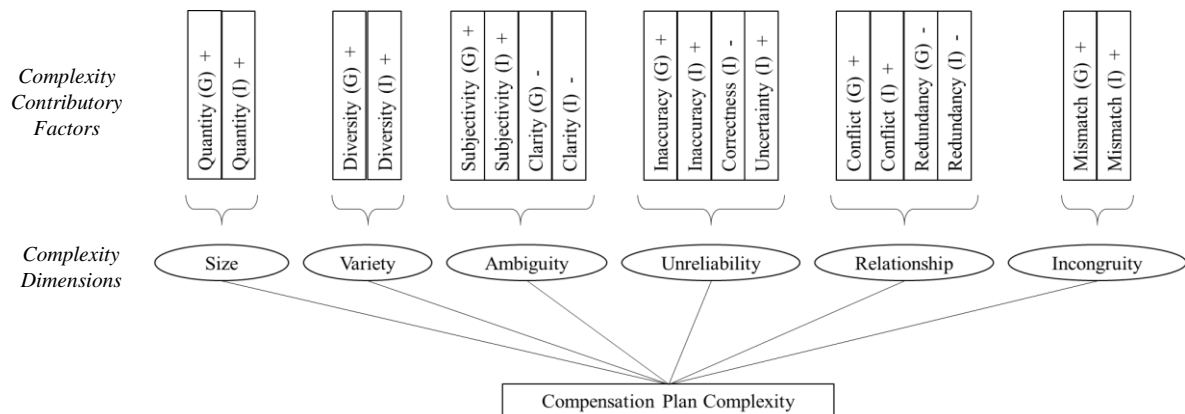 Complexity
Contributory
Factors
Quantity (G) +
Quantity (I) +
Diversity (G) +
Diversity (I) +
Subjectivity (G) +
Subjectivity (I) +
Clarity (G) -
Clarity (I) -
Inaccuracy (G) +
Inaccuracy (I) +
Correctness (I) -
Uncertainty (I) +
Conflict (G) +
Conflict (I) +
Redundancy (G) -
Redundancy (I) -
Mismatch (G) +
Mismatch (I) +
Complexity
Dimensions
Size
Variety
Ambiguity
Unreliability
Relationship
Incongruity
Compensation Plan Complexity